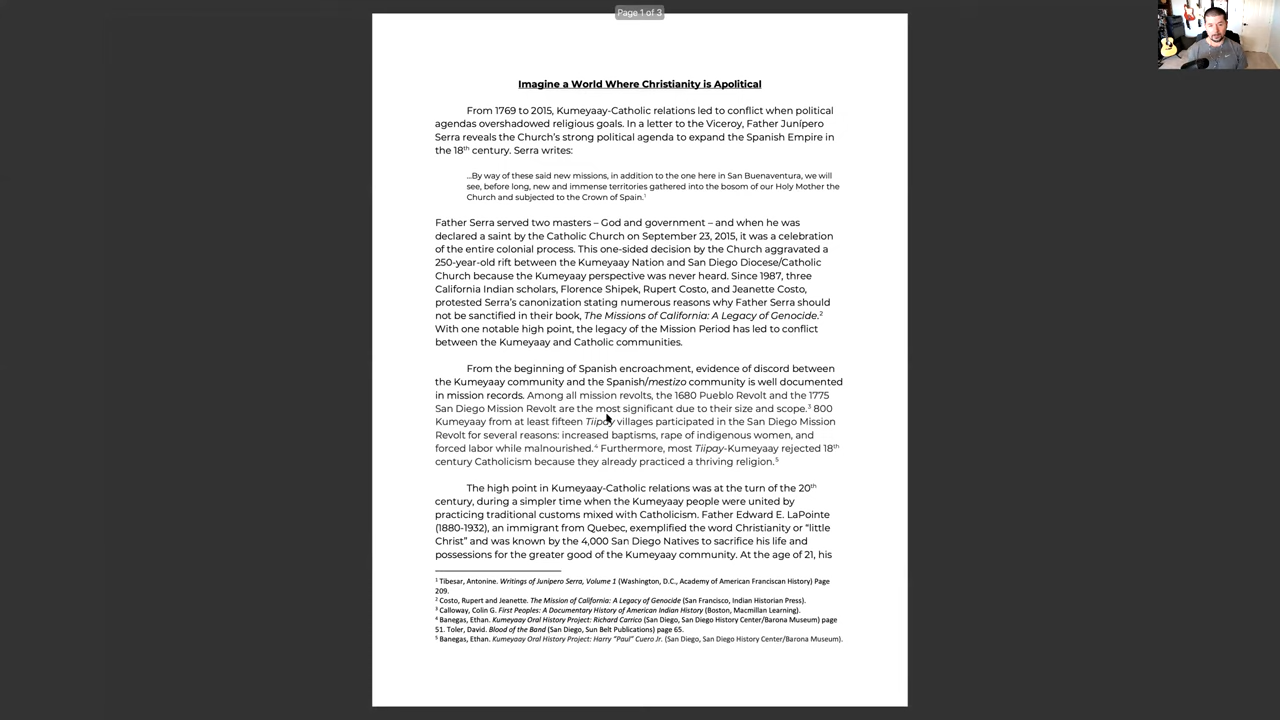 Page 1 of 3
Imagine a World Where Christianity is Apolitical
From 1769 to 2015, Kumeyaay-Catholic relations led to conflict when political
agendas overshadowed religious goals. In a letter to the Viceroy, Father Junípero
Serra reveals the Church's strong political agenda to expand the Spanish Empire in
the 18th century. Serra writes:
...By way of these said new missions, in addition to the one here in San Buenaventura, we will
see, before long, new and immense territories gathered into the bosom of our Holy Mother the
Church and subjected to the Crown of Spain.1
Father Serra served two masters – God and government – and when he was
declared a saint by the Catholic Church on September 23, 2015, it was a celebration
of the entire colonial process. This one-sided decision by the Church aggravated a
250-year-old rift between the Kumeyaay Nation and San Diego Diocese/Catholic
Church because the Kumeyaay perspective was never heard. Since 1987, three
California Indian scholars, Florence Shipek, Rupert Costo, and Jeanette Costo,
protested Serra's canonization stating numerous reasons why Father Serra should
not be sanctified in their book, The Missions of California: A Legacy of Genocide.2
With one notable high point, the legacy of the Mission Period has led to conflict
between the Kumeyaay and Catholic communities.
From the beginning of Spanish encroachment, evidence of discord between
the Kumeyaay community and the Spanish/mestizo community is well documented
in mission records. Among all mission revolts, the 1680 Pueblo Revolt and the 1775
San Diego Mission Revolt are the most significant due to their size and scope.3 800
Kumeyaay from at least fifteen Tiipay villages participated in the San Diego Mission
Revolt for several reasons: increased baptisms, rape of indigenous women, and
forced labor while malnourished.4 Furthermore, most Tiipay-Kumeyaay rejected 18th
century Catholicism because they already practiced a thriving religion.5
The high point in Kumeyaay-Catholic relations was at the turn of the 20th
century, during a simpler time when the Kumeyaay people were united by
practicing traditional customs mixed with Catholicism. Father Edward E. LaPointe
(1880-1932), an immigrant from Quebec, exemplified the word Christianity or "little
Christ" and was known by the 4,000 San Diego Natives to sacrifice his life and
possessions for the greater good of the Kumeyaay community. At the age of 21, his
1 Tibesar, Antonine. Writings of Junipero Serra, Volume 1 (Washington, D.C., Academy of American Franciscan History) Page
209.
2 Costo, Rupert and Jeanette. The Mission of California: A Legacy of Genocide (San Francisco, Indian Historian Press).
3 Calloway, Colin G. First Peoples: A Documentary History of American Indian History (Boston, Macmillan Learning).
4 Banegas, Ethan. Kumeyaay Oral History Project: Richard Carrico (San Diego, San Diego History Center/Barona Museum) page
51. Toler, David. Blood of the Band (San Diego, Sun Belt Publications) page 65.
5 Banegas, Ethan. Kumeyaay Oral History Project: Harry "Paul" Cuero Jr. (San Diego, San Diego History Center/Barona Museum).